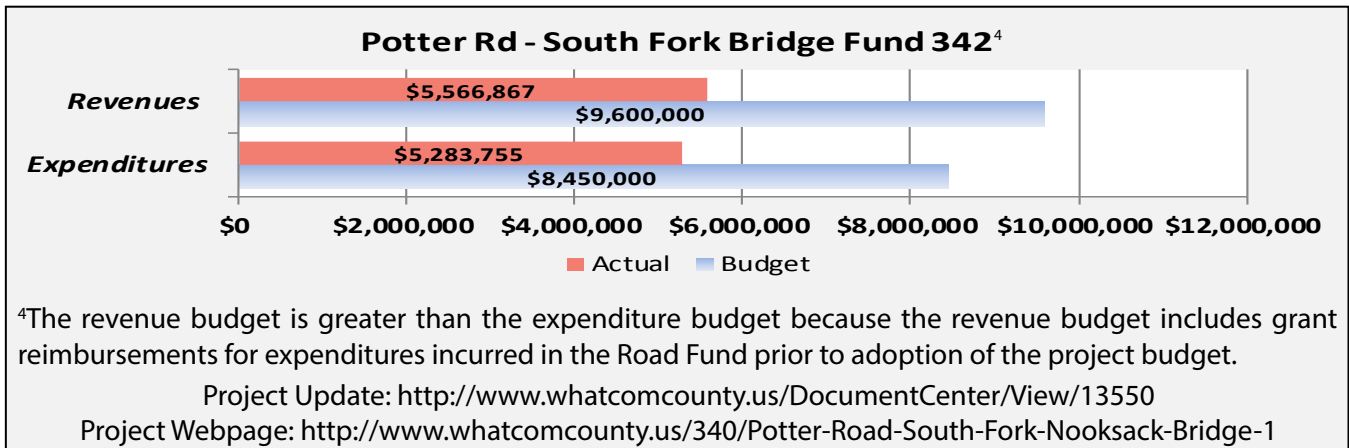 Potter Rd - South Fork Bridge Fund 342⁴
Revenues
$5,566,867
$9,600,000
Expenditures
$5,283,755
$8,450,000
$0 $2,000,000 $4,000,000 $6,000,000 $8,000,000 $10,000,000 $12,000,000
Actual Budget
⁴The revenue budget is greater than the expenditure budget because the revenue budget includes grant
reimbursements for expenditures incurred in the Road Fund prior to adoption of the project budget.
Project Update: http://www.whatcomcounty.us/DocumentCenter/View/13550
Project Webpage: http://www.whatcomcounty.us/340/Potter-Road-South-Fork-Nooksack-Bridge-1